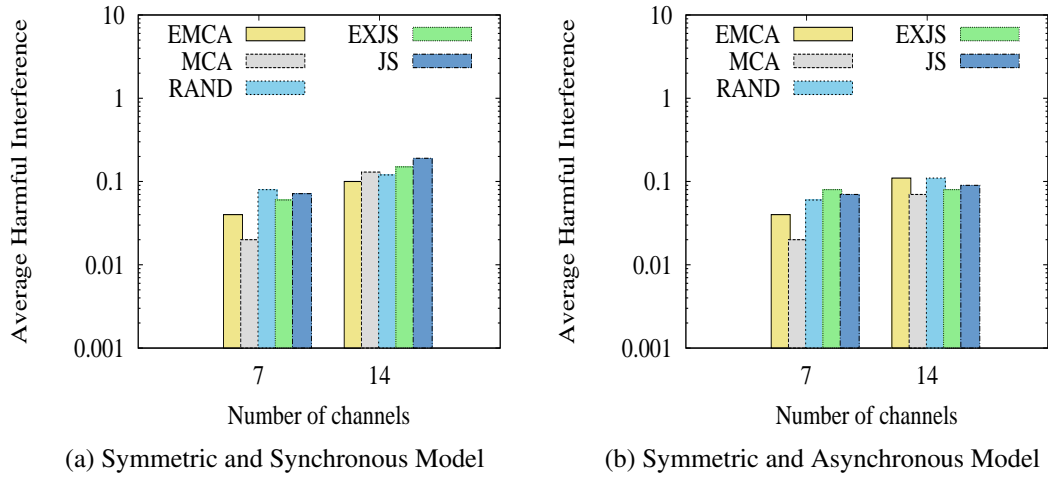 Average Harmful Interference
10
1
0.1
0.01
0.001
EMCA
MCA
RAND
EXJS
JS
7 14
Number of channels
(a) Symmetric and Synchronous Model
Average Harmful Interference
10
1
0.1
0.01
0.001
EMCA
MCA
RAND
EXJS
JS
7 14
Number of channels
(b) Symmetric and Asynchronous Model